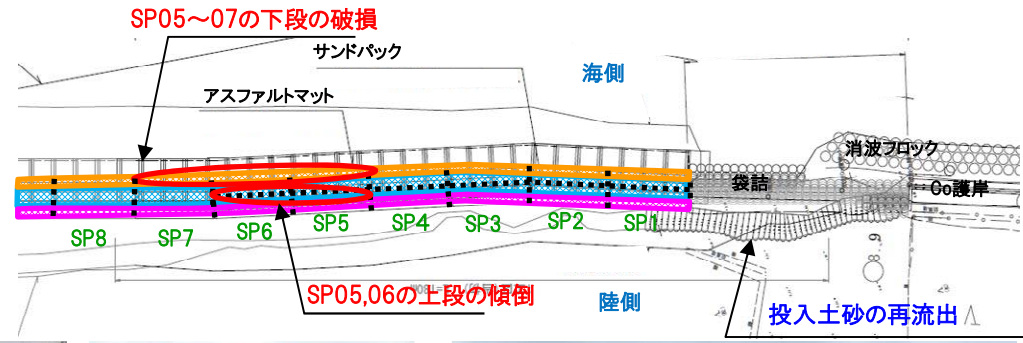 SP05～07の下段の破損
サンドパック
海側
アスファルトマット
消波フロック
袋詰
Co護岸
SP8
SP7
SP6
SP5
SP4
SP3
SP2
SP1
SP05,06の上段の傾倒
陸側
投入土砂の再流出